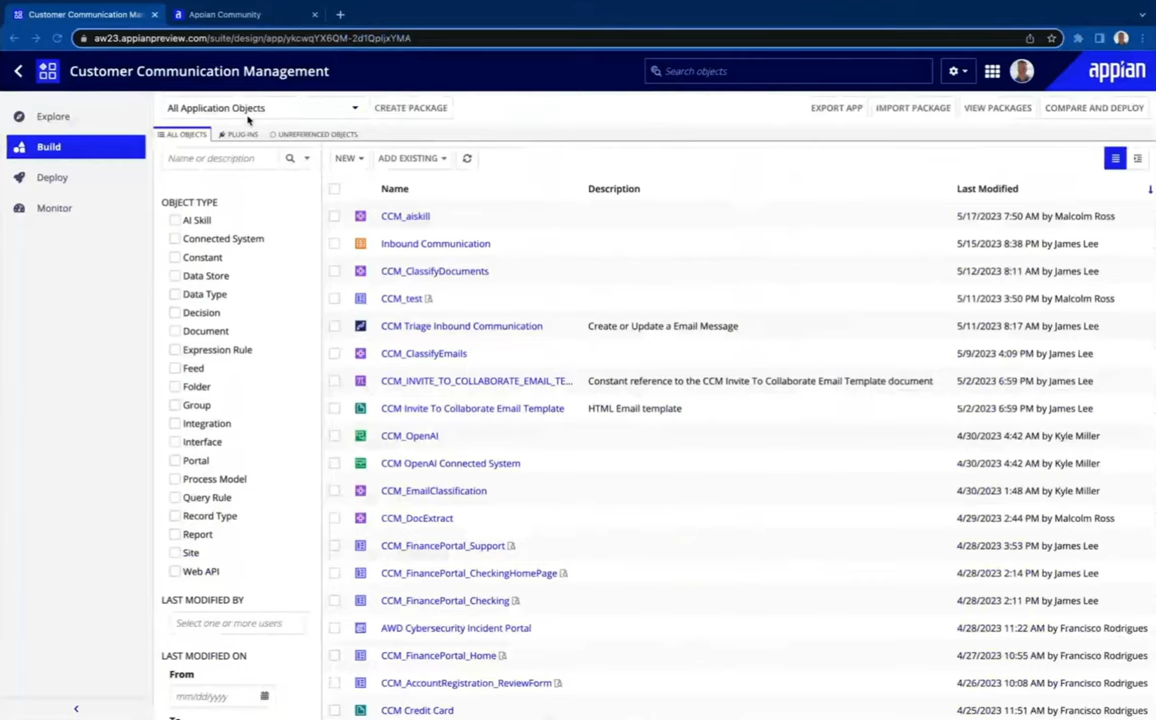 Customer Communication Man
Appian Community
aw23.appianpreview.com/suite/design/app/ykcwqYX6QM-2d1QpIjxYMA
Customer Communication Management
Search objects
appian
Explore
Build
Deploy
Monitor
All Application Objects
CREATE PACKAGE
EXPORT APP
IMPORT PACKAGE
VIEW PACKAGES
COMPARE AND DEPLOY
ALL OBJECTS
PLUG-INS
UNREFERENCED OBJECTS
Name or description
NEW
ADD EXISTING
OBJECT TYPE
AI Skill
Connected System
Constant
Data Store
Data Type
Decision
Document
Expression Rule
Feed
Folder
Group
Integration
Interface
Portal
Process Model
Query Rule
Record Type
Report
Site
Web API
LAST MODIFIED BY
Select one or more users
LAST MODIFIED ON
From
mm/dd/yyyy
Name Description Last Modified
CCM_aiskill 5/17/2023 7:50 AM by Malcolm Ross
Inbound Communication 5/15/2023 8:38 PM by James Lee
CCM_ClassifyDocuments 5/12/2023 8:11 AM by James Lee
CCM_test 5/11/2023 3:50 PM by Malcolm Ross
CCM Triage Inbound Communication Create or Update a Email Message 5/11/2023 8:17 AM by James Lee
CCM_ClassifyEmails 5/9/2023 4:09 PM by James Lee
CCM_INVITE_TO_COLLABORATE_EMAIL_TE... Constant reference to the CCM Invite To Collaborate Email Template document 5/2/2023 6:59 PM by James Lee
CCM Invite To Collaborate Email Template HTML Email template 5/2/2023 6:59 PM by James Lee
CCM_OpenAI 4/30/2023 4:42 AM by Kyle Miller
CCM OpenAI Connected System 4/30/2023 4:42 AM by Kyle Miller
CCM_EmailClassification 4/30/2023 1:48 AM by Kyle Miller
CCM_DocExtract 4/29/2023 2:44 PM by Malcolm Ross
CCM_FinancePortal_Support 4/28/2023 3:53 PM by James Lee
CCM_FinancePortal_CheckingHomePage 4/28/2023 2:14 PM by James Lee
CCM_FinancePortal_Checking 4/28/2023 2:11 PM by James Lee
AWD Cybersecurity Incident Portal 4/28/2023 11:22 AM by Francisco Rodrigues
CCM_FinancePortal_Home 4/27/2023 10:55 AM by Francisco Rodrigues
CCM_AccountRegistration_ReviewForm 4/26/2023 10:08 AM by Francisco Rodrigues
CCM Credit Card 4/25/2023 11:51 AM by Francisco Rodrigues